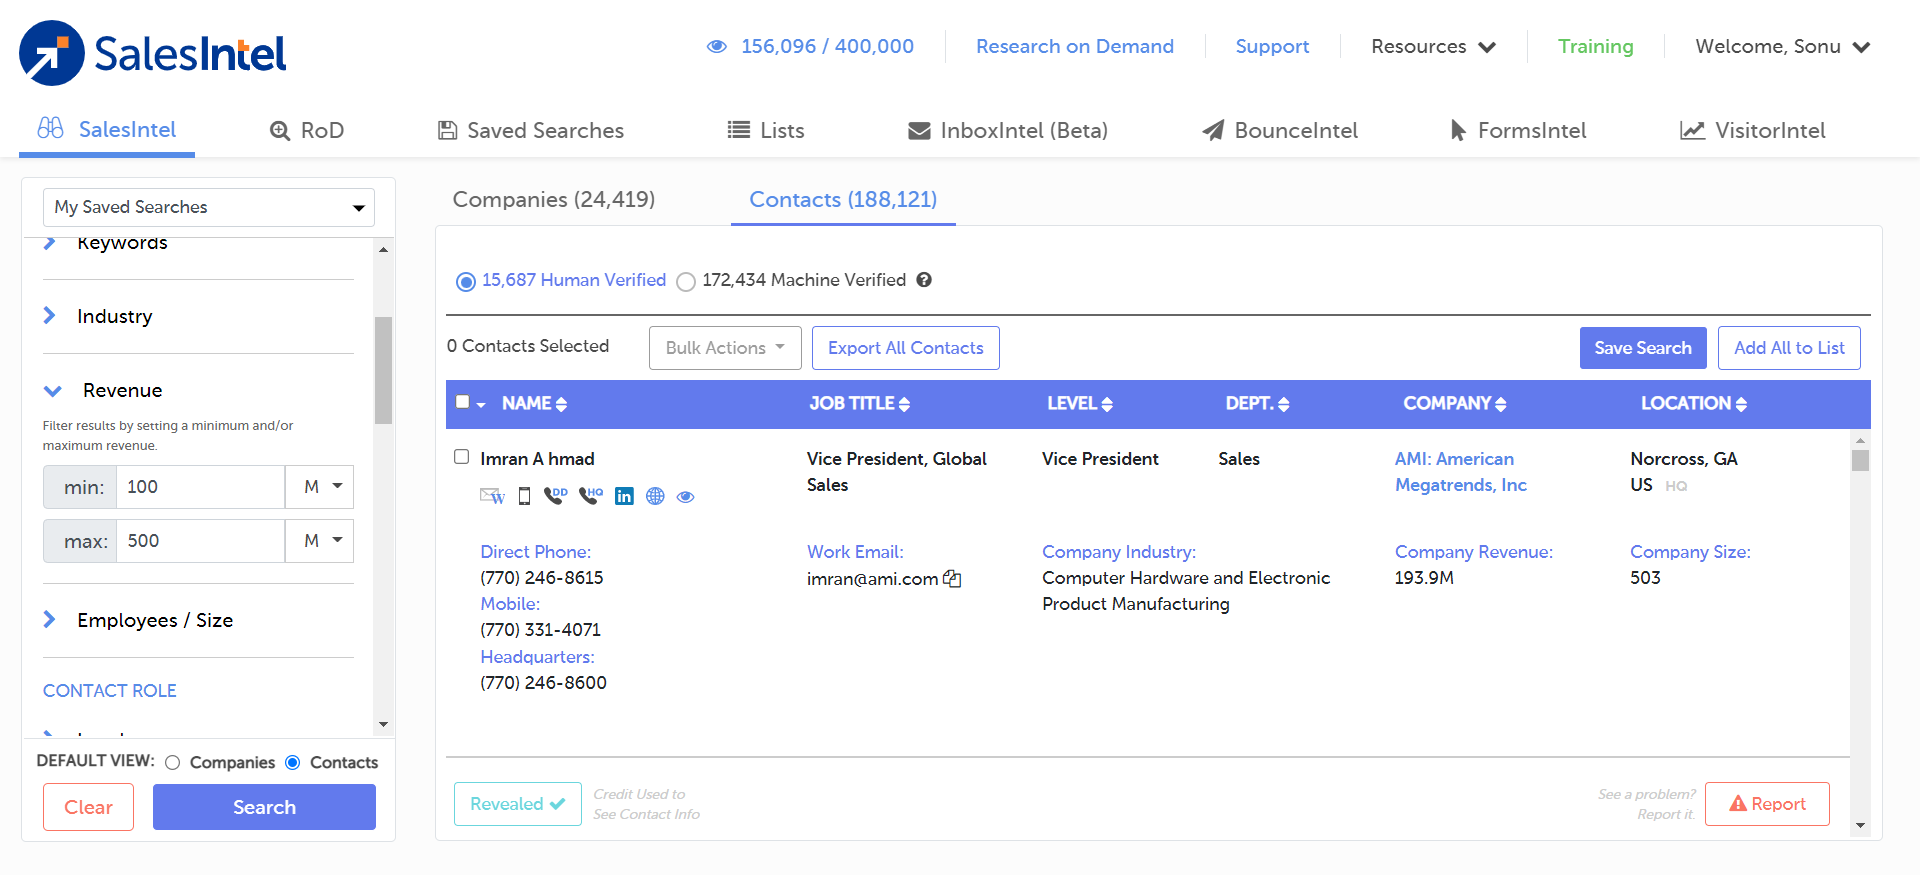 SalesIntel
156,096 / 400,000
Research on Demand
Support
Resources
Training
Welcome, Sonu
SalesIntel
RoD
Saved Searches
Lists
InboxIntel (Beta)
BounceIntel
FormsIntel
VisitorIntel
My Saved Searches
Keywords
Industry
Revenue
Filter results by setting a minimum and/or
maximum revenue.
min: 100 M
max: 500 M
Employees / Size
CONTACT ROLE
DEFAULT VIEW: Companies Contacts
Clear
Search
Companies (24,419)
Contacts (188,121)
15,687 Human Verified
172,434 Machine Verified
0 Contacts Selected
Bulk Actions
Export All Contacts
Save Search
Add All to List
NAME
JOB TITLE
LEVEL
DEPT.
COMPANY
LOCATION
Imran A hmad
Vice President, Global
Sales
Vice President
Sales
AMI: American
Megatrends, Inc
Norcross, GA
US HQ
W
DD
HQ
in
Direct Phone:
(770) 246-8615
Mobile:
(770) 331-4071
Headquarters:
(770) 246-8600
Work Email:
imran@ami.com
Company Industry:
Computer Hardware and Electronic
Product Manufacturing
Company Revenue:
193.9M
Company Size:
503
Revealed
Credit Used to
See Contact Info
See a problem?
Report it.
Report